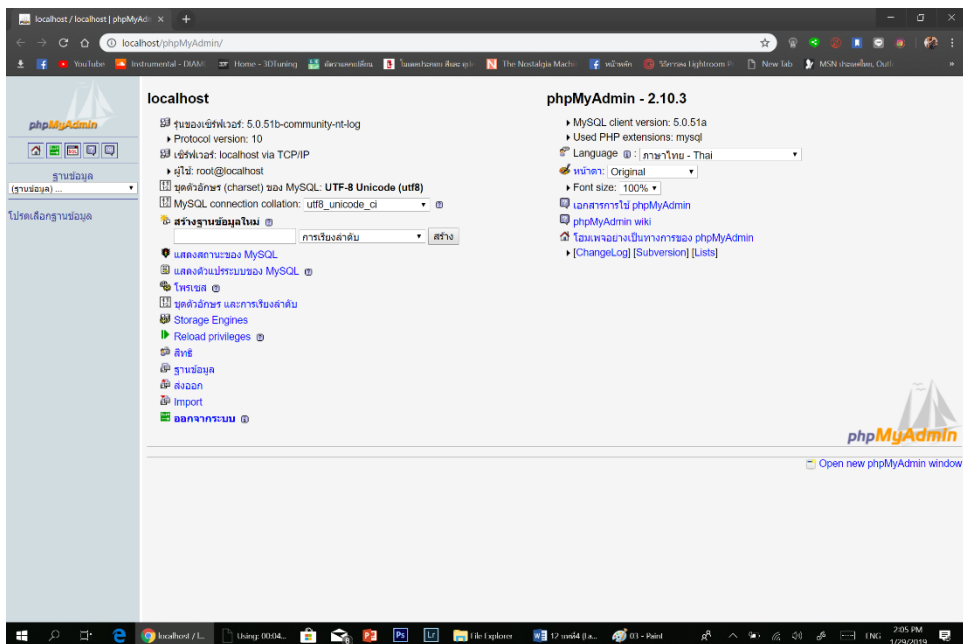 localhost / localhost | phpMyAdm
localhost/phpMyAdmin/
YouTube
Instrumental - DIAM
Home - 3DTuning
The Nostalgia Machi
หน้าหลัก
New Tab
phpMyAdmin
ฐานข้อมูล
(ฐานข้อมูล) ...
โปรดเลือกฐานข้อมูล
localhost
รุ่นของเซิร์ฟเวอร์: 5.0.51b-community-nt-log
Protocol version: 10
เซิร์ฟเวอร์: localhost via TCP/IP
ผู้ใช้: root@localhost
ชุดตัวอักษร (charset) ของ MySQL: UTF-8 Unicode (utf8)
MySQL connection collation: utf8_unicode_ci
สร้างฐานข้อมูลใหม่
การเรียงลำดับ สร้าง
แสดงสถานะของ MySQL
แสดงตัวแปรระบบของ MySQL
โพรเซส
ชุดตัวอักษร และการเรียงลำดับ
Storage Engines
Reload privileges
สิทธิ
ฐานข้อมูล
ส่งออก
Import
ออกจากระบบ
phpMyAdmin - 2.10.3
MySQL client version: 5.0.51a
Used PHP extensions: mysql
Language : ภาษาไทย - Thai
หน้าตา: Original
Font size: 100%
เอกสารการใช้ phpMyAdmin
phpMyAdmin wiki
โฮมเพจอย่างเป็นทางการของ phpMyAdmin
[ChangeLog] [Subversion] [Lists]
phpMyAdmin
Open new phpMyAdmin window
localhost / l...
Using: 00:04...
Ps
Lr
File Explorer
03 - Paint
ENG
2:05 PM
1/29/2019